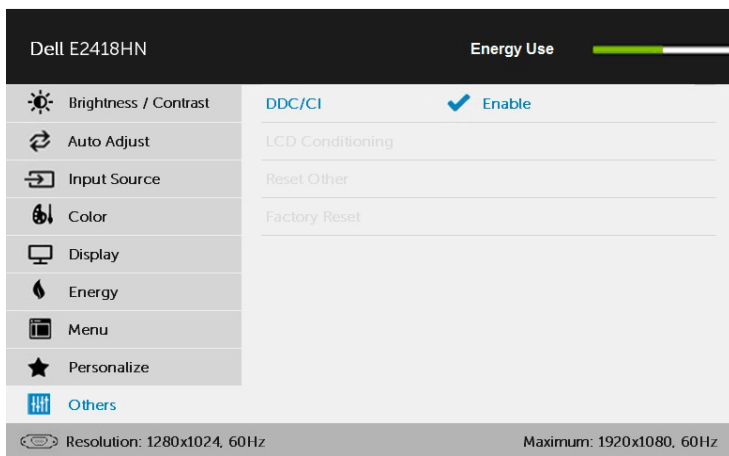 Dell E2418HN
Energy Use
Brightness / Contrast
DDC/CI
Enable
Auto Adjust
LCD Conditioning
Input Source
Reset Other
Color
Factory Reset
Display
Energy
Menu
Personalize
Others
Resolution: 1280x1024, 60Hz
Maximum: 1920x1080, 60Hz